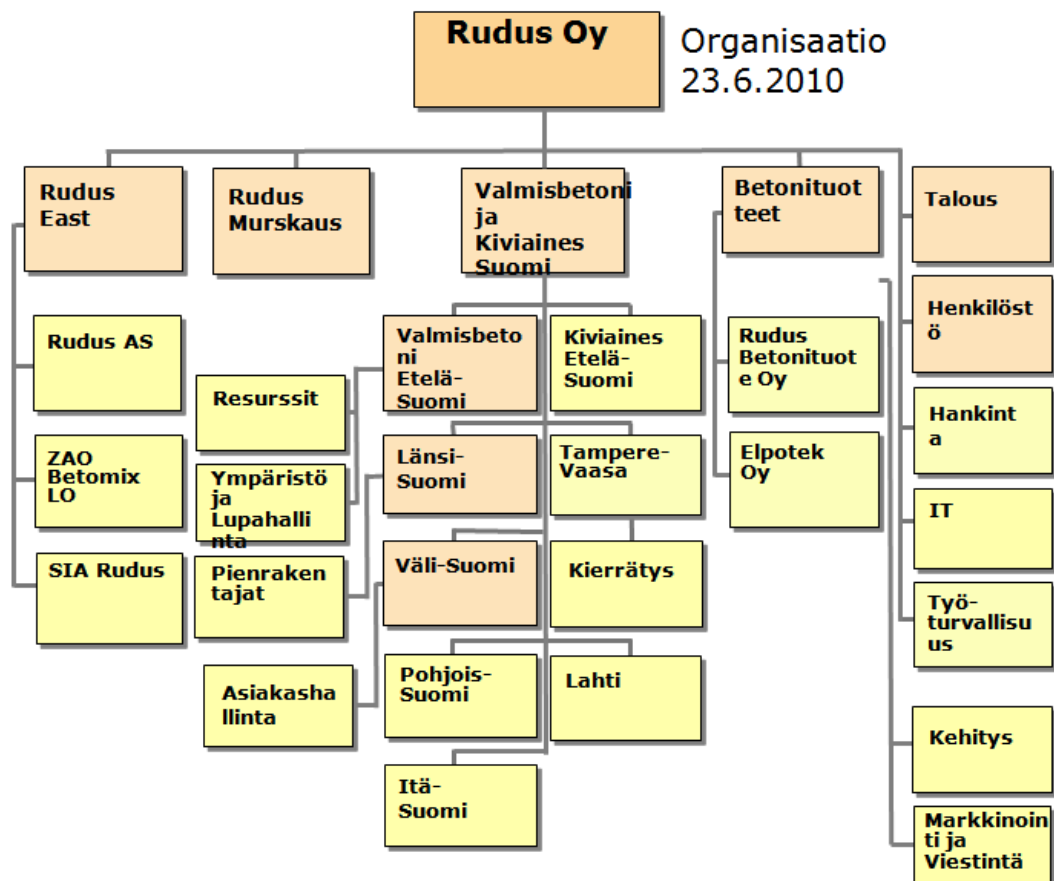 Rudus Oy
Organisaatio
23.6.2010
Rudus
East
Rudus
Murskaus
Valmisbetoni
ja
Kiviaines
Suomi
Betonituot
teet
Talous
Henkilöst
ö
Hankint
a
IT
Työ-
turvallisu
us
Kehitys
Markkinoin
ti ja
Viestintä
Rudus AS
ZAO
Betomix
LO
SIA Rudus
Resurssit
Ympäristö
ja
Lupahalli
nta
Pienraken
tajat
Asiakasha
llinta
Valmisbeto
ni
Etelä-
Suomi
Kiviaines
Etelä-
Suomi
Länsi-
Suomi
Tampere-
Vaasa
Väli-Suomi
Kierrätys
Pohjois-
Suomi
Lahti
Itä-
Suomi
Rudus
Betonituot
e Oy
Elpotek
Oy